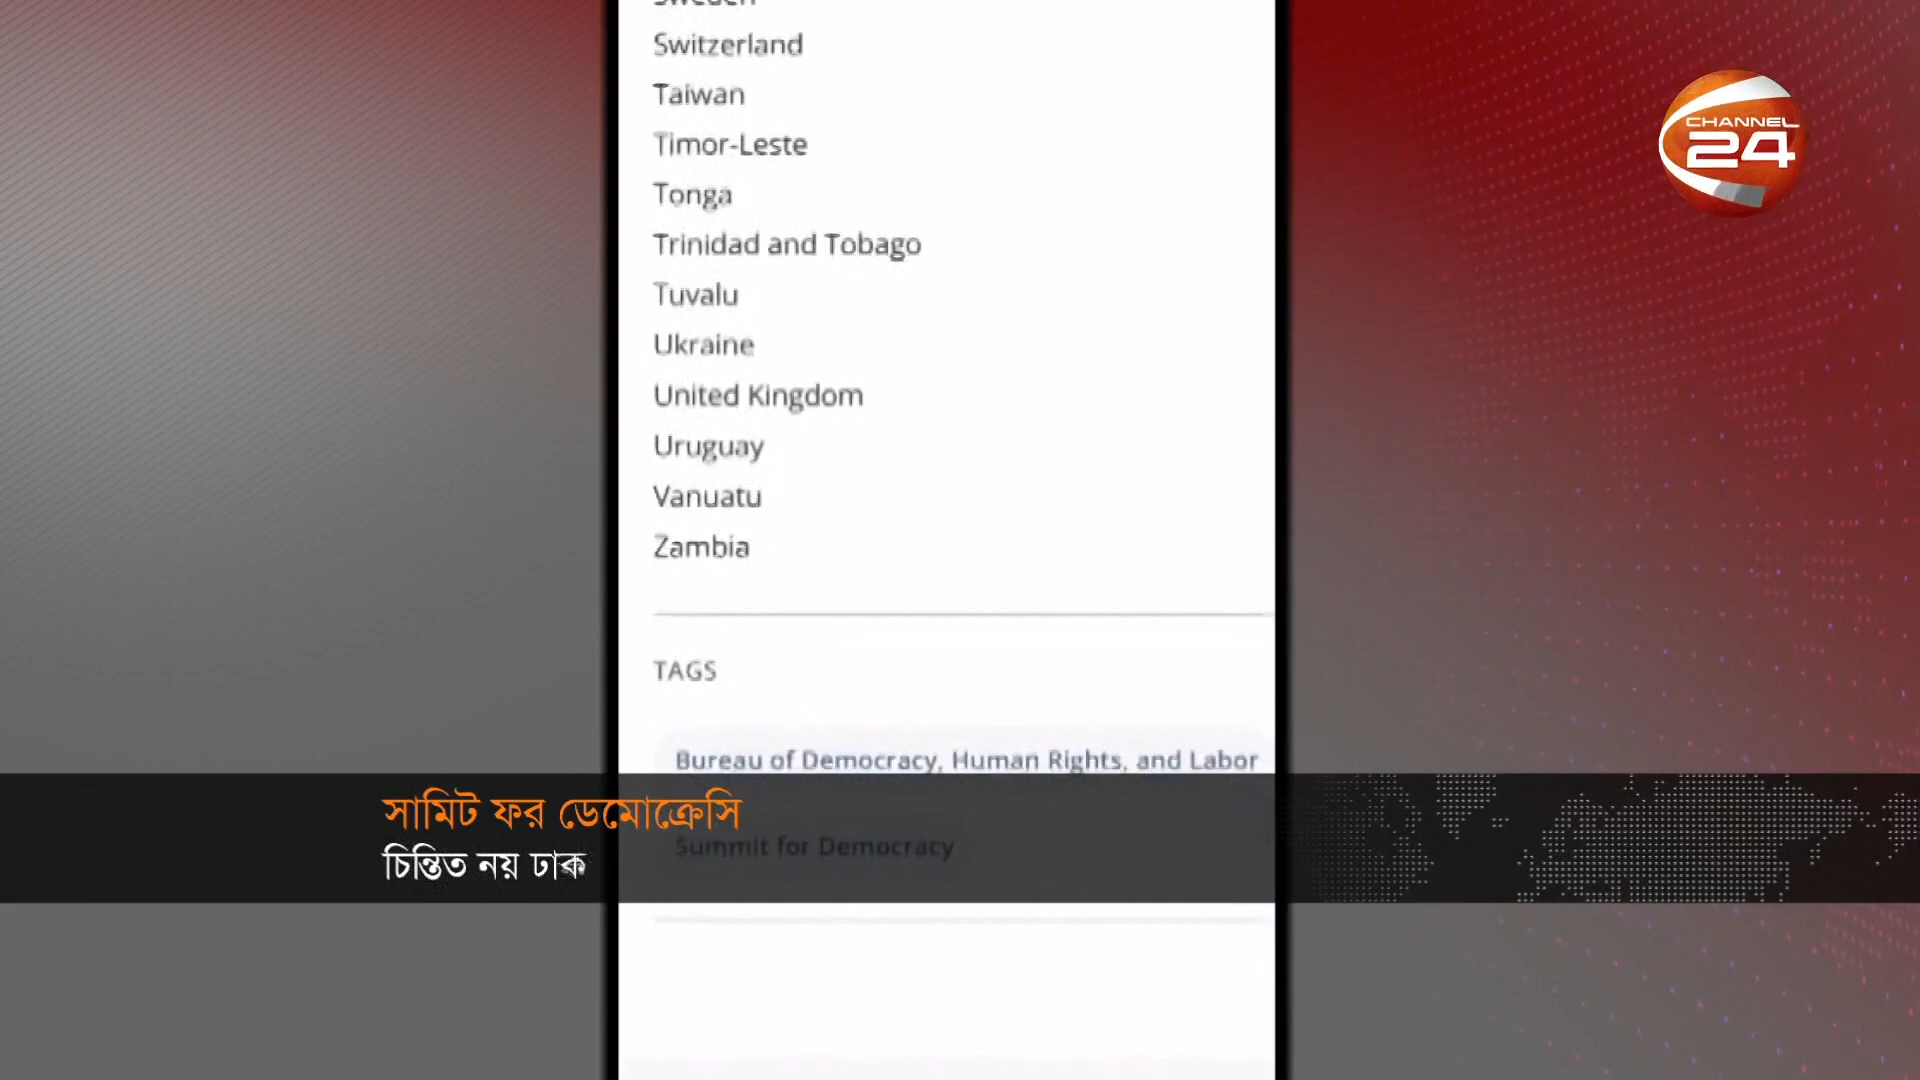 Sweden
Switzerland
Taiwan
Timor-Leste
Tonga
Trinidad and Tobago
Tuvalu
Ukraine
United Kingdom
Uruguay
Vanuatu
Zambia
TAGS
Bureau of Democracy, Human Rights, and Labor
Summit for Democracy
সামিট ফর ডেমোক্রেসি
চিন্তিত নয় ঢাক
CHANNEL
24